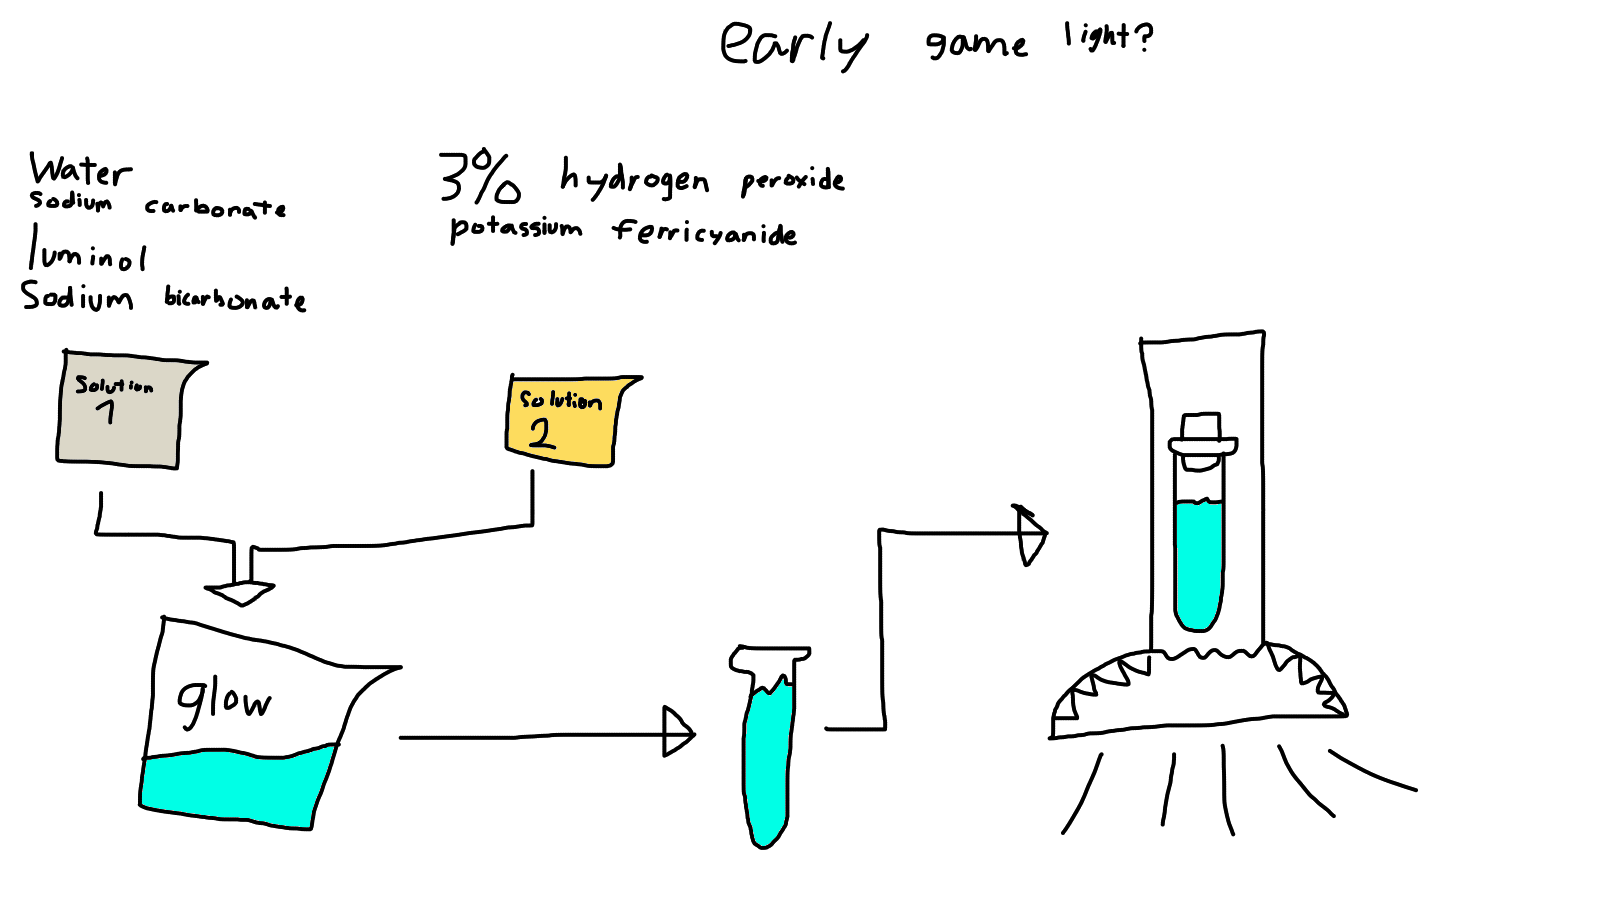 early game light?
Water
sodium carbonate
luminol
Sodium bicarbonate
3% hydrogen peroxide
potassium ferricyanide
Solution
1
Solution
2
glow